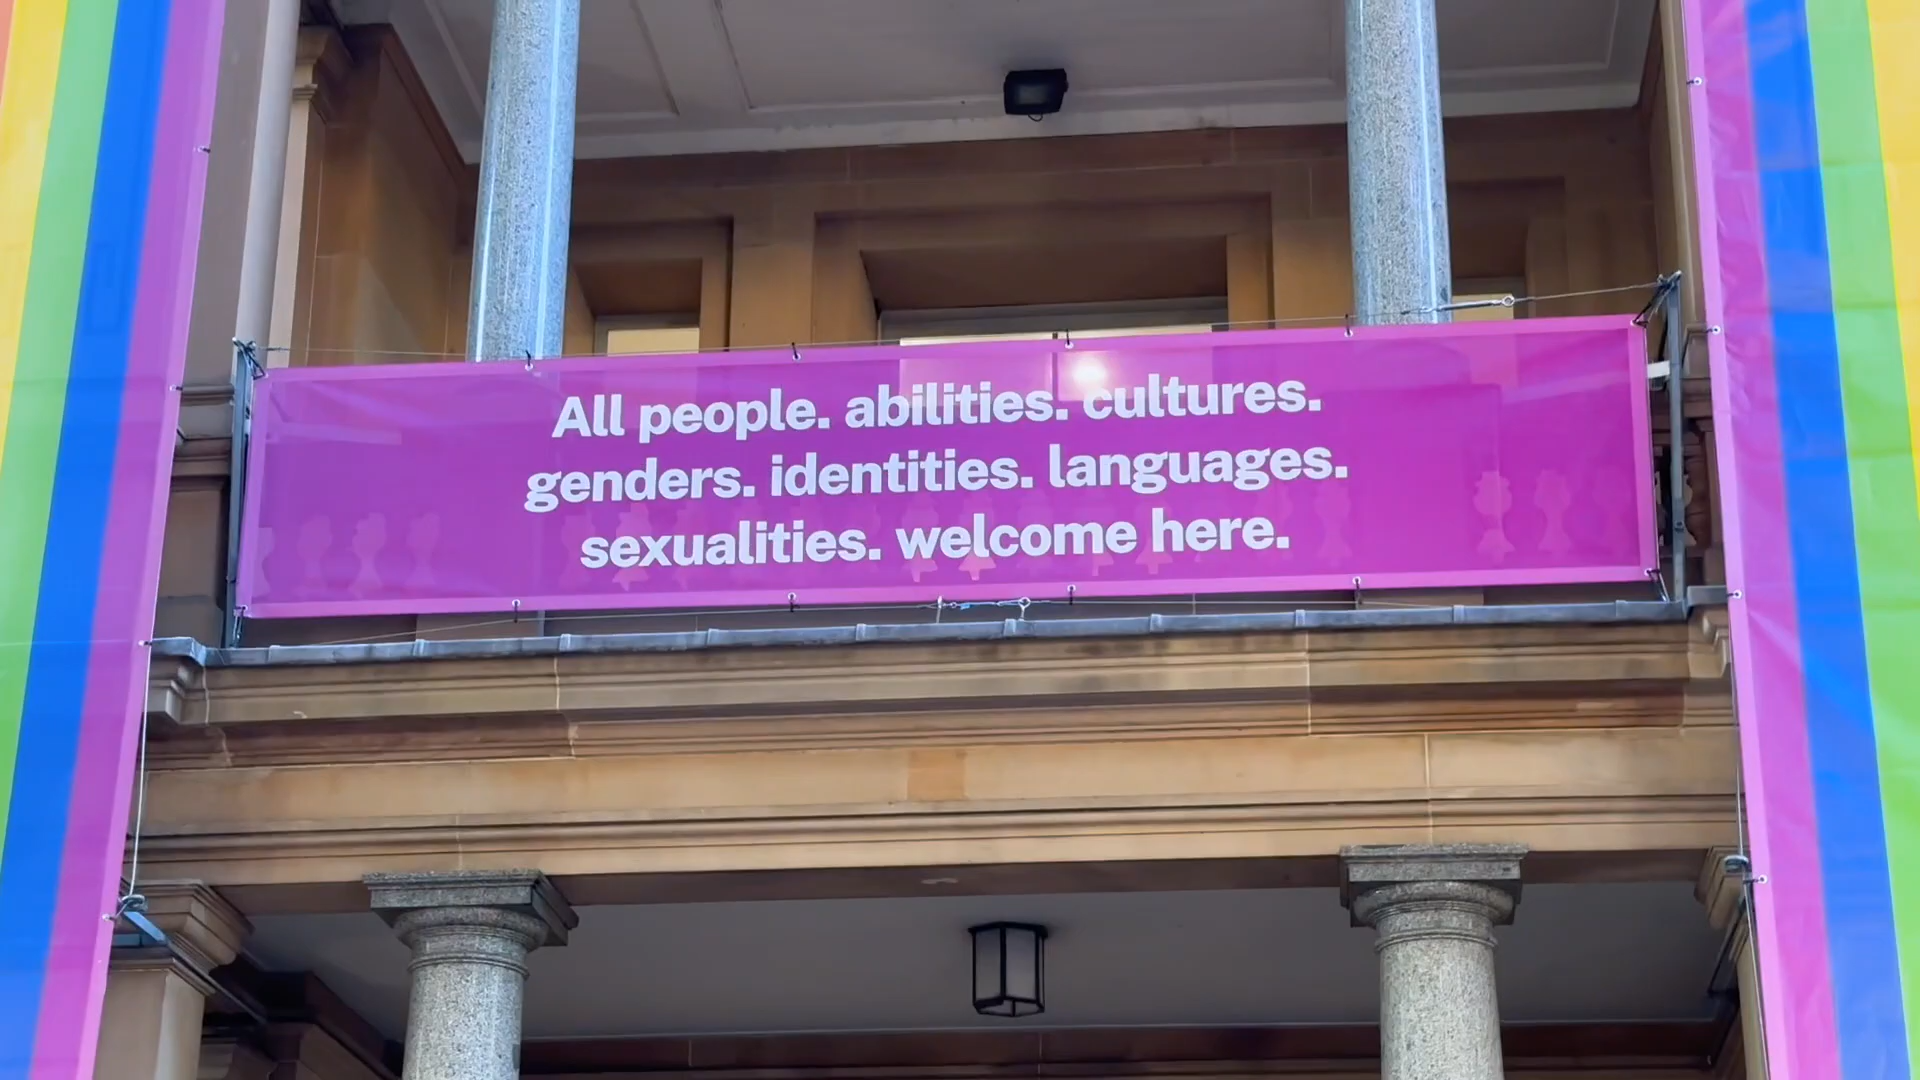 All people. abilities. cultures.
genders. identities. languages.
sexualities. welcome here.